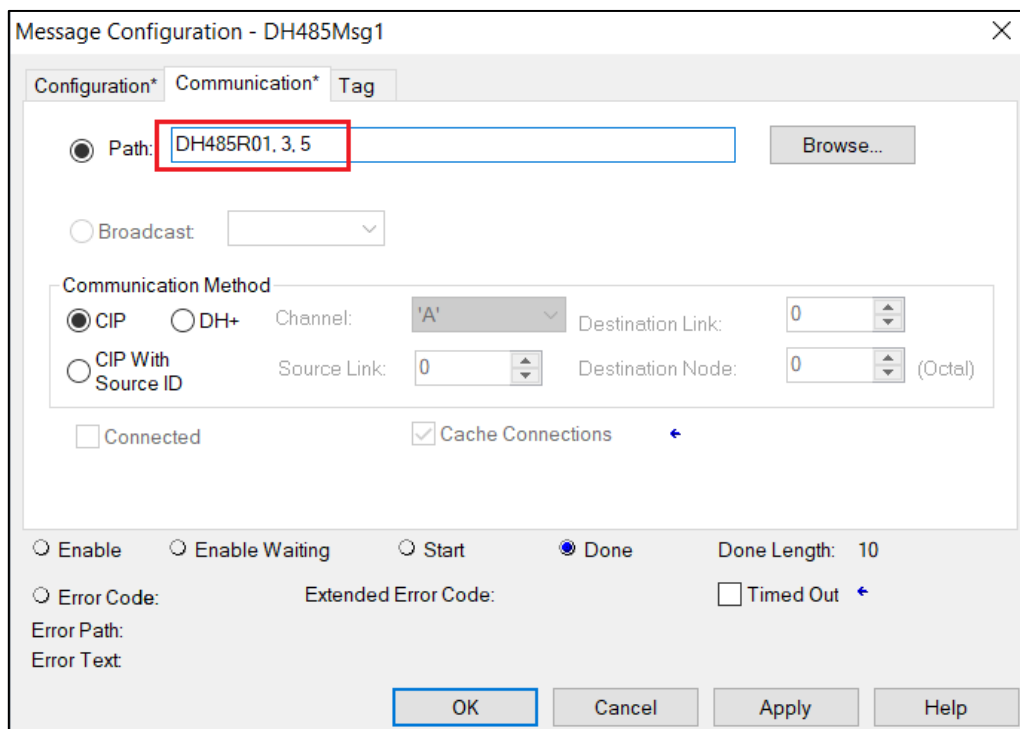 Message Configuration - DH485Msg1
Configuration* Communication* Tag
Path: DH485R01, 3, 5 Browse...
Broadcast:
Communication Method
CIP DH+ Channel: 'A' Destination Link: 0
CIP With
Source ID Source Link: 0 Destination Node: 0 (Octal)
Connected Cache Connections
Enable Enable Waiting Start Done Done Length: 10
Error Code: Extended Error Code: Timed Out
Error Path:
Error Text:
OK Cancel Apply Help